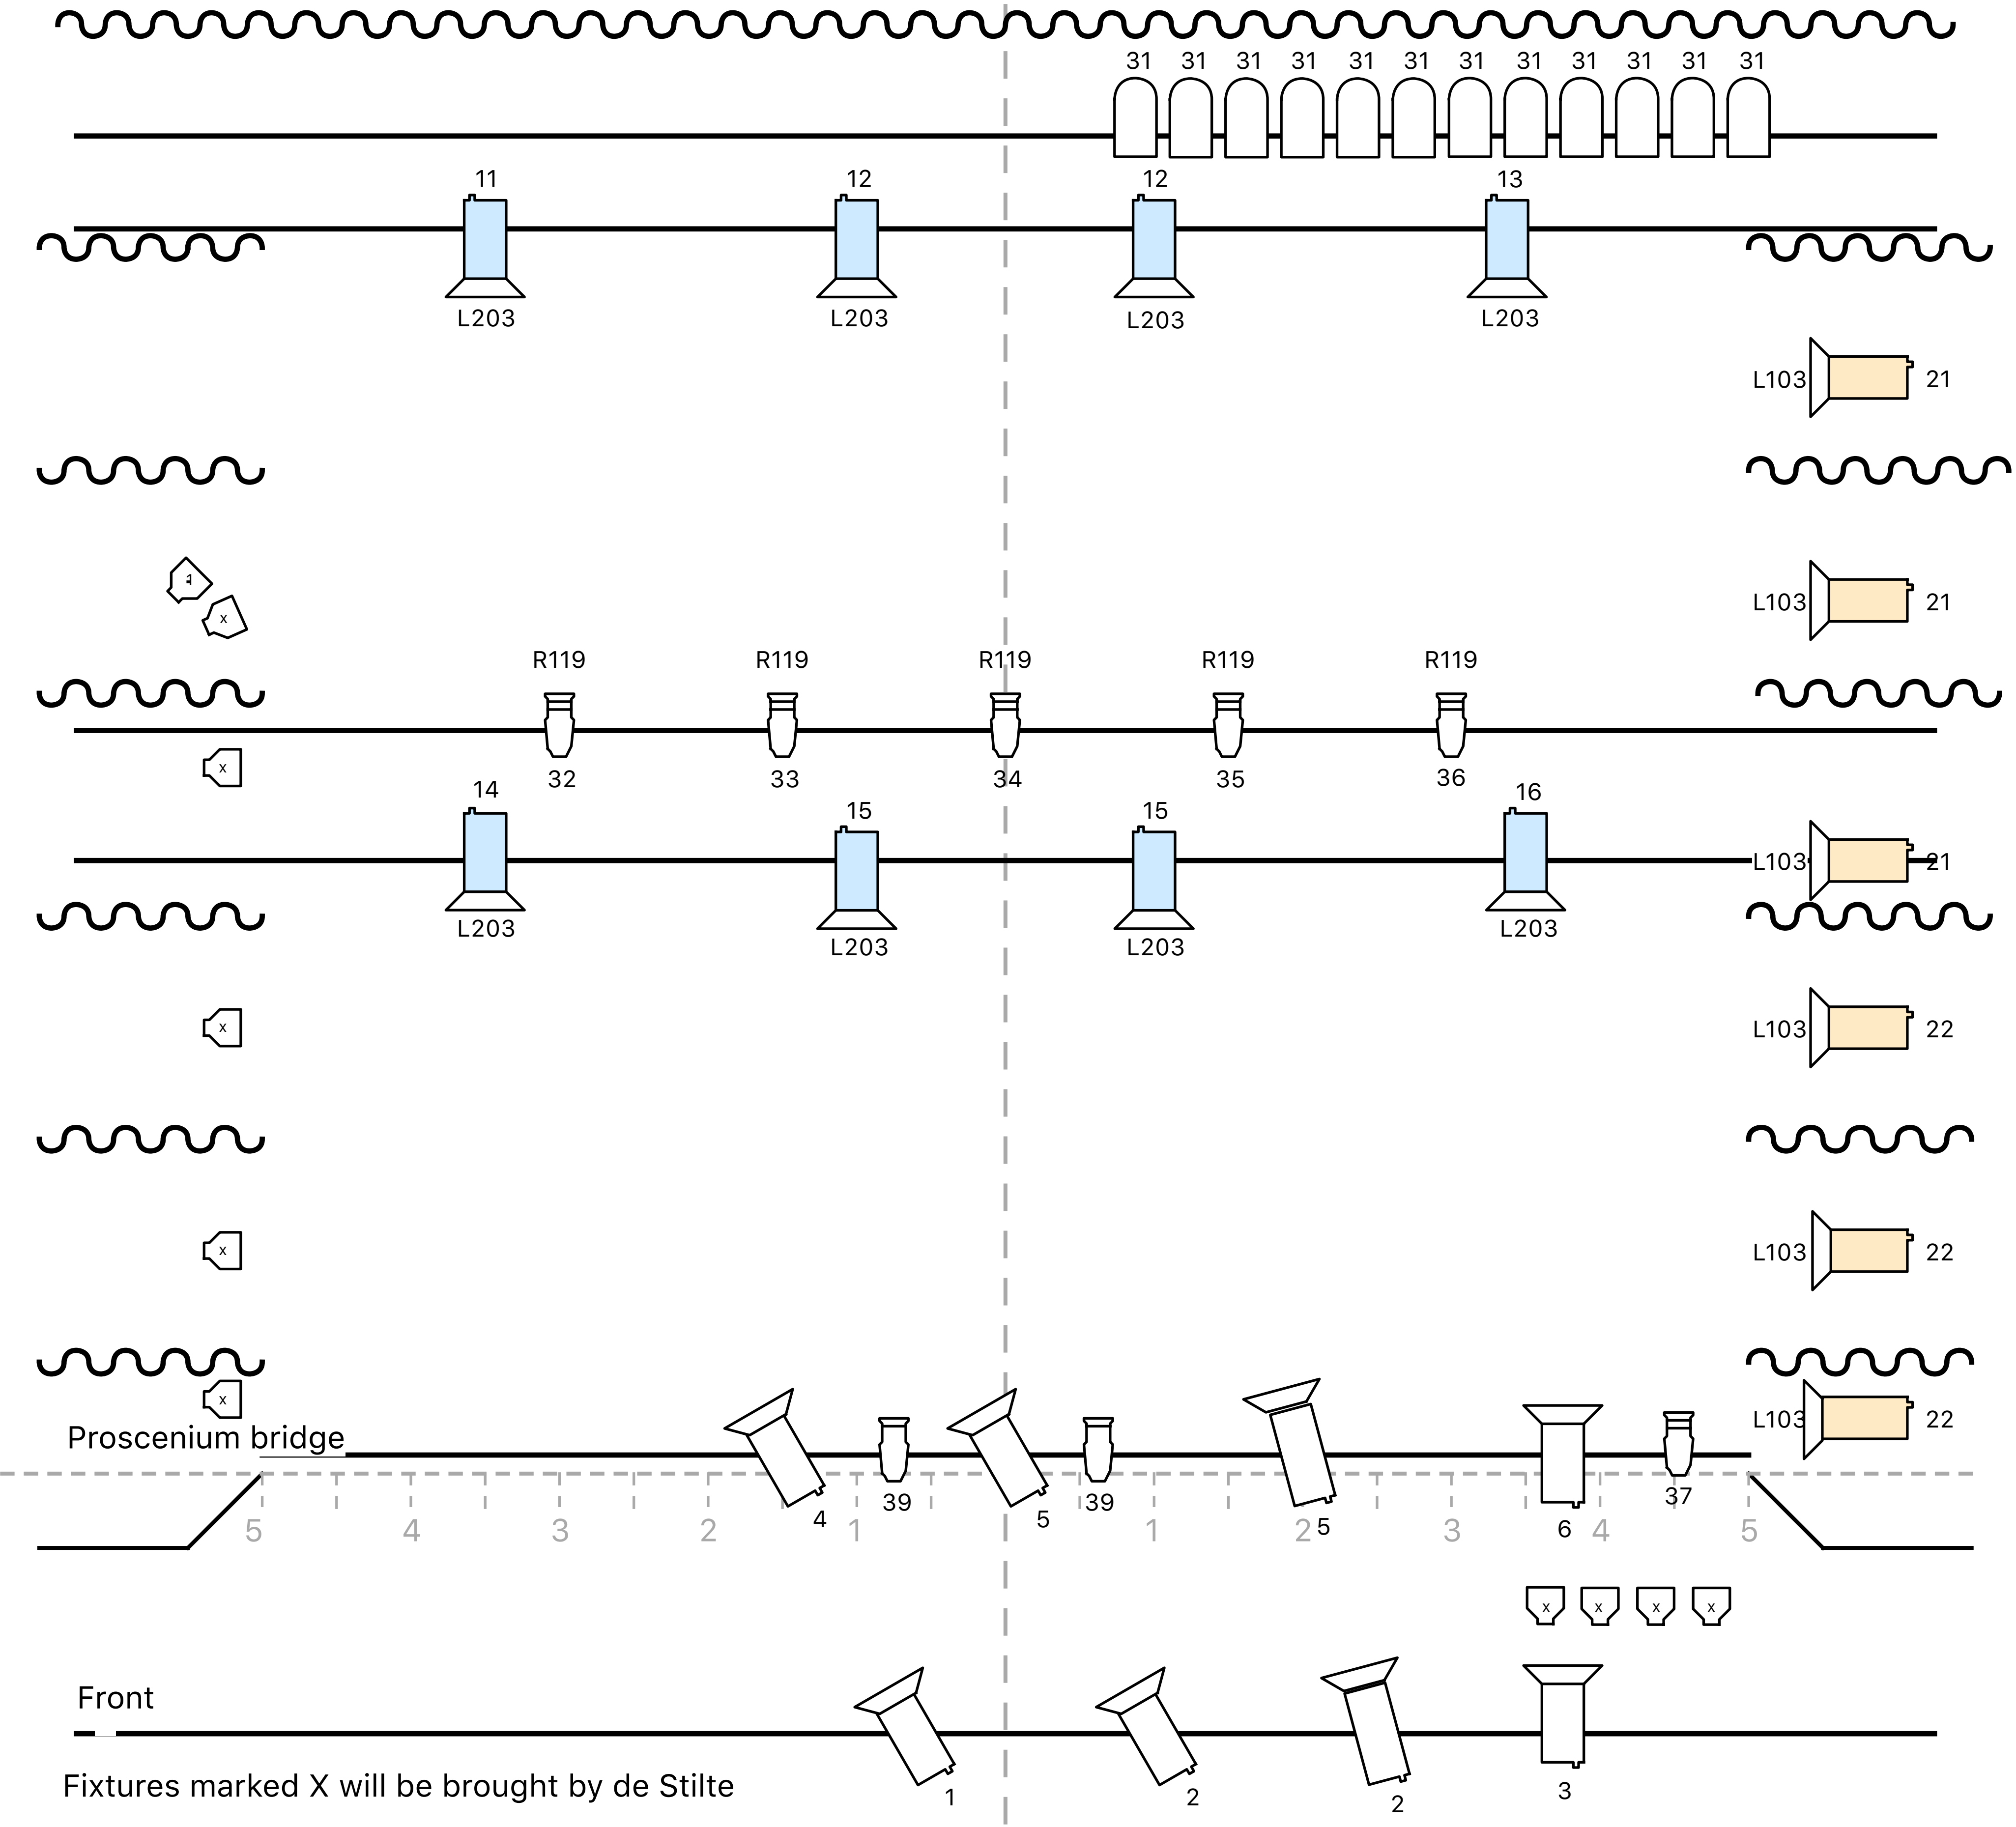 31 31 31 31 31 31 31 31 31 31 31 31
11 12 12 13
L203 L203 L203 L203
L103 21
L103 21
x
R119 R119 R119 R119 R119
x
32 33 34 35 36
14 15 15 16
L103 21
L203 L203 L203 L203
x
L103 22
x
L103 22
x
L103 22
Proscenium bridge
4 39 5 39 5 6 37
5 4 3 2 1 1 2 3 4 5
x x x x
Front
1 2 2 3
Fixtures marked X will be brought by de Stilte